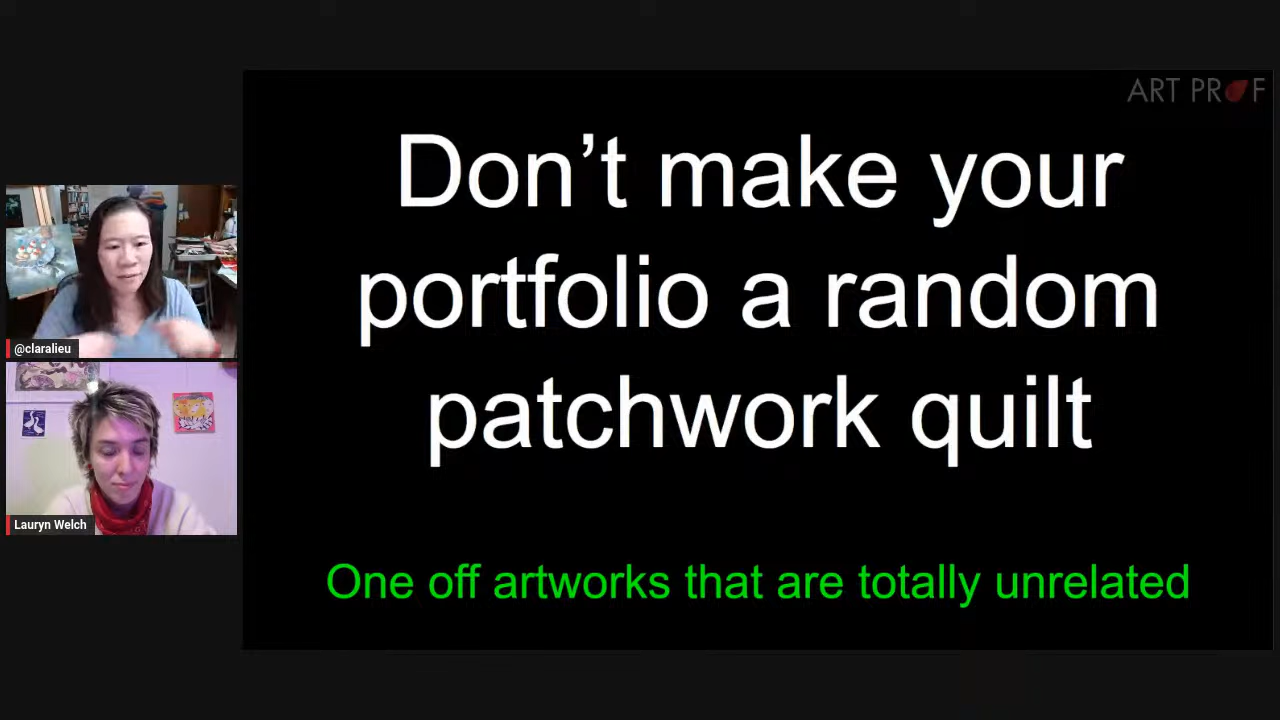 ART PROF
Don't make your
portfolio a random
patchwork quilt
One off artworks that are totally unrelated
@claralieu
Lauryn Welch